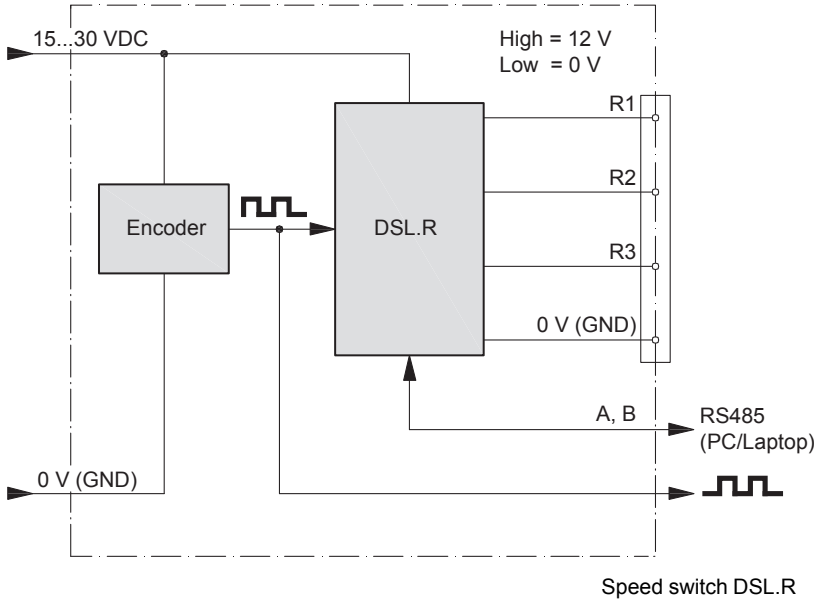 15...30 VDC
High = 12 V
Low = 0 V
R1
R2
Encoder
DSL.R
R3
0 V (GND)
A, B
RS485
(PC/Laptop)
0 V (GND)
Speed switch DSL.R